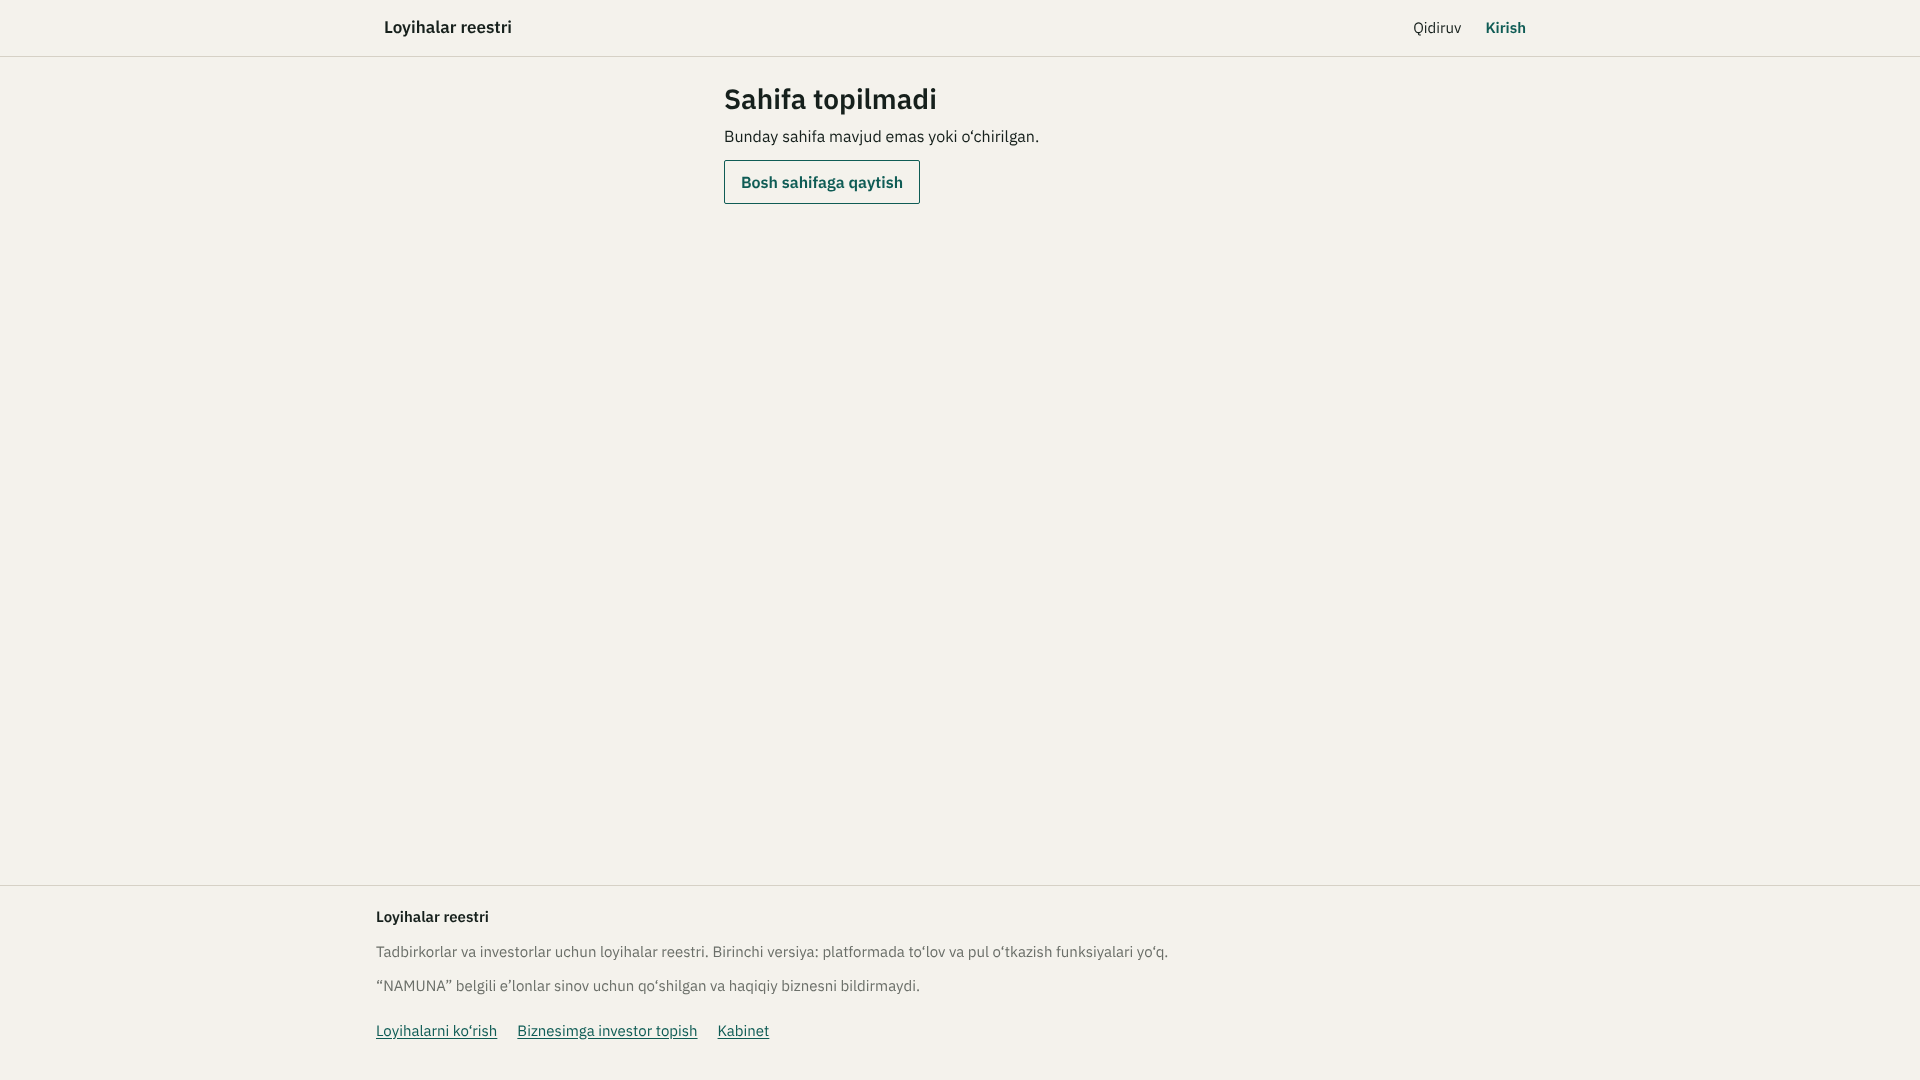 Loyihalar reestri
Qidiruv
Kirish
Sahifa topilmadi
Bunday sahifa mavjud emas yoki oʻchirilgan.
Bosh sahifaga qaytish
Loyihalar reestri
Tadbirkorlar va investorlar uchun loyihalar reestri. Birinchi versiya: platformada toʻlov va pul oʻtkazish funksiyalari yoʻq.
“NAMUNA” belgili eʼlonlar sinov uchun qoʻshilgan va haqiqiy biznesni bildirmaydi.
Loyihalarni koʻrish
Biznesimga investor topish
Kabinet